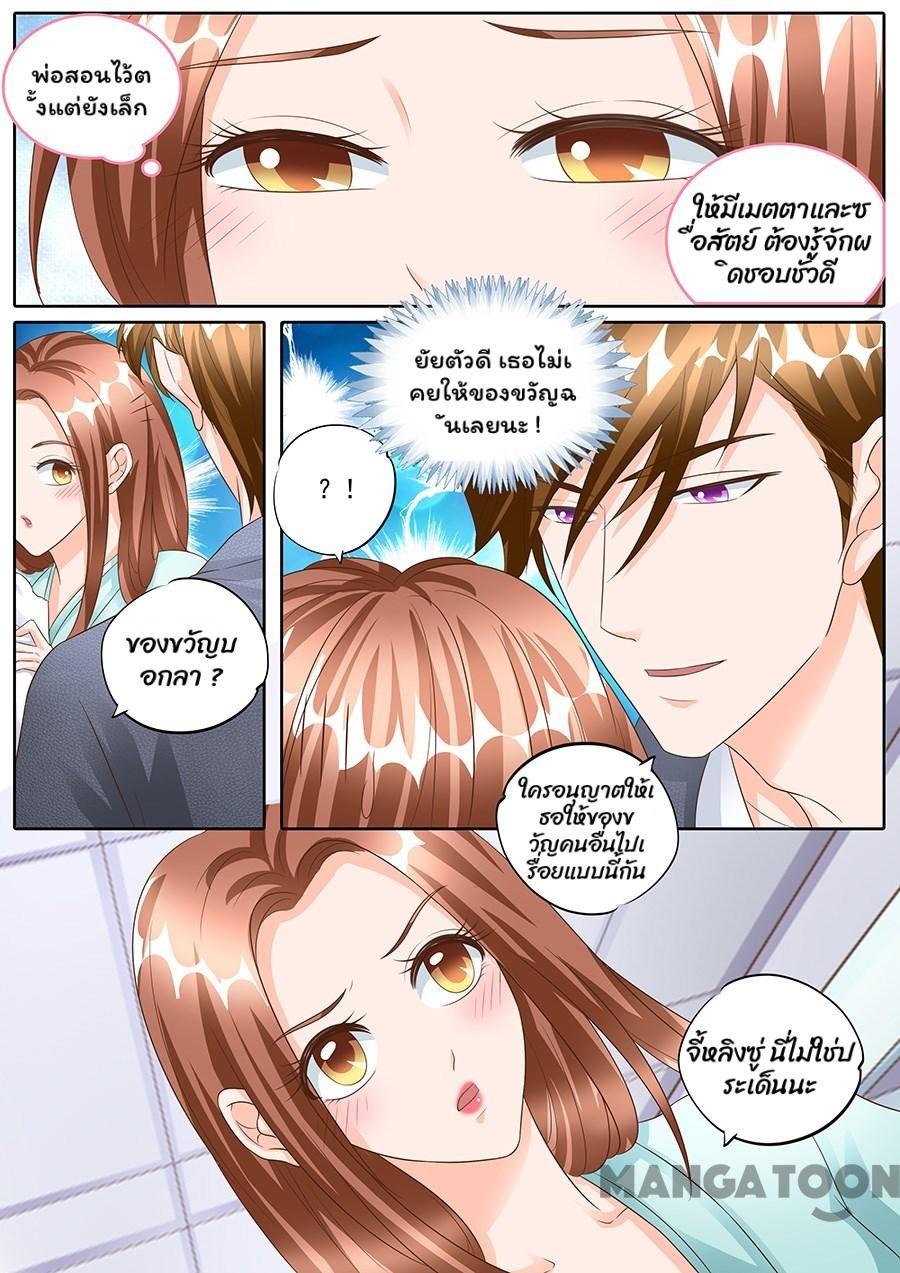 พ่อสอนไว้ต
ั้งแต่ยังเล็ก
ให้มีเมตตาและซ
ื่อสัตย์ ต้องรู้จักผ
ิดชอบชั่วดี
ยัยตัวดี เธอไม่เ
คยให้ของขวัญฉ
ันเลยนะ !
? !
ของขวัญบ
อกลา ?
ใครอนุญาตให้เ
ธอให้ของข
วัญคนอื่นไปเ
รื่อยแบบนี้กัน
จี้หลิงซู่ นี่ไม่ใช่ป
ระเด็นนะ
MANGATOON